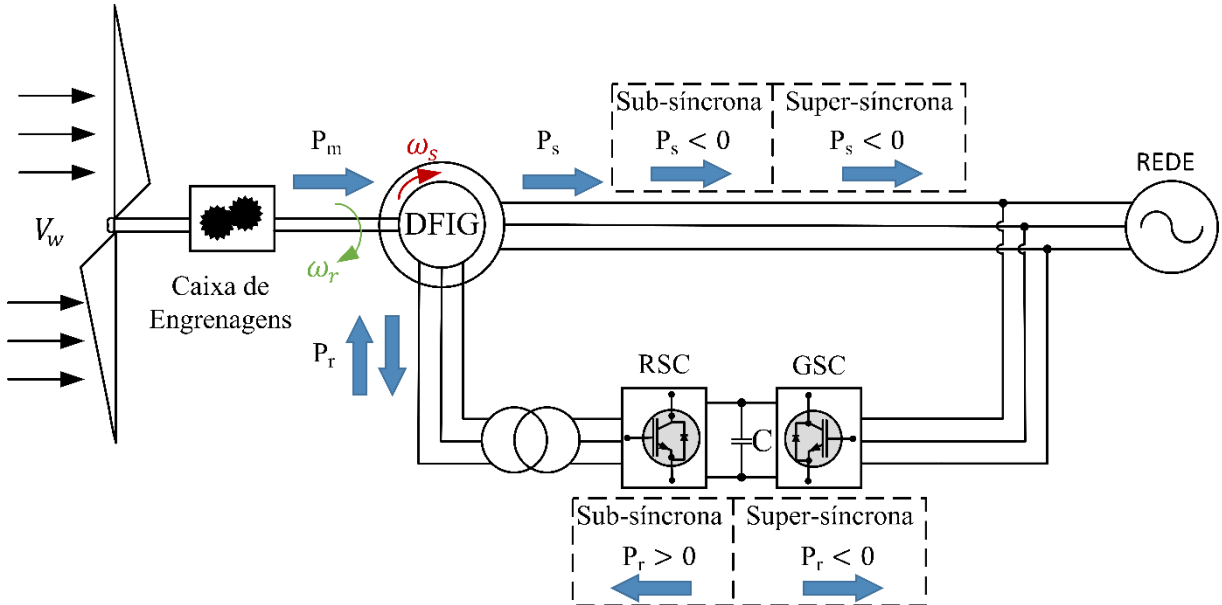 Sub-síncrona
Super-síncrona
P_s < 0
P_s < 0
P_m
ω_s
P_s
REDE
V_w
DFIG
ω_r
Caixa de
Engrenagens
P_r
RSC
GSC
C
Sub-síncrona
Super-síncrona
P_r > 0
P_r < 0